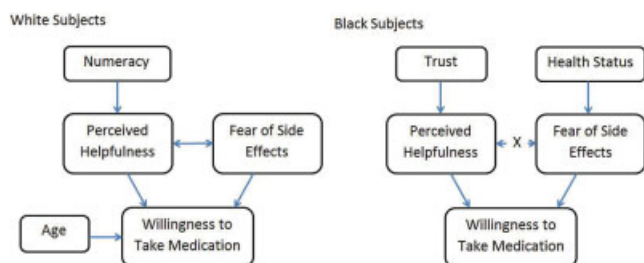 White Subjects
Numeracy
Perceived
Helpfulness
Fear of Side
Effects
Age
Willingness to
Take Medication
Black Subjects
Trust
Health Status
Perceived
Helpfulness
X
Fear of Side
Effects
Willingness to
Take Medication